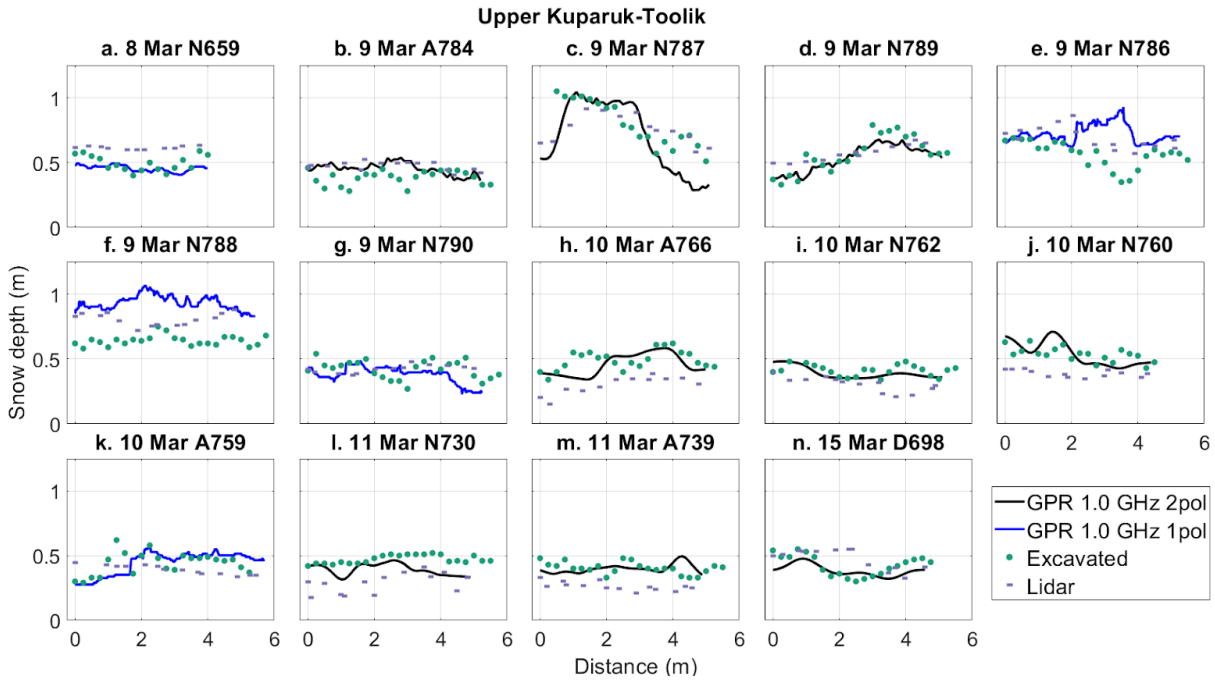 Upper Kuparuk-Toolik
a. 8 Mar N659
b. 9 Mar A784
c. 9 Mar N787
d. 9 Mar N789
e. 9 Mar N786
1
0.5
0
f. 9 Mar N788
g. 9 Mar N790
h. 10 Mar A766
i. 10 Mar N762
j. 10 Mar N760
Snow depth (m)
1
0.5
0
0 2 4 6
k. 10 Mar A759
l. 11 Mar N730
m. 11 Mar A739
n. 15 Mar D698
1
0.5
0
0 2 4 6
0 2 4 6
0 2 4 6
0 2 4 6
Distance (m)
GPR 1.0 GHz 2pol
GPR 1.0 GHz 1pol
Excavated
Lidar